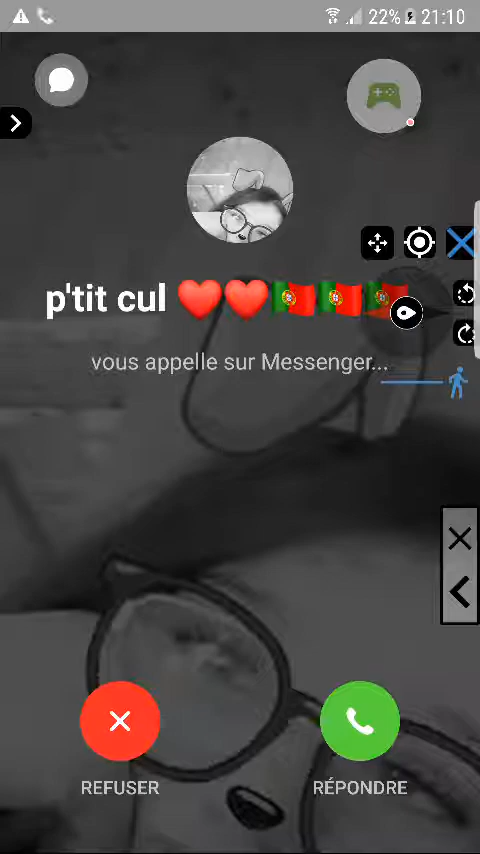 22% 21:10
p'tit cul ❤️❤️🇵🇹🇵🇹🇵🇹
vous appelle sur Messenger...
REFUSER RÉPONDRE